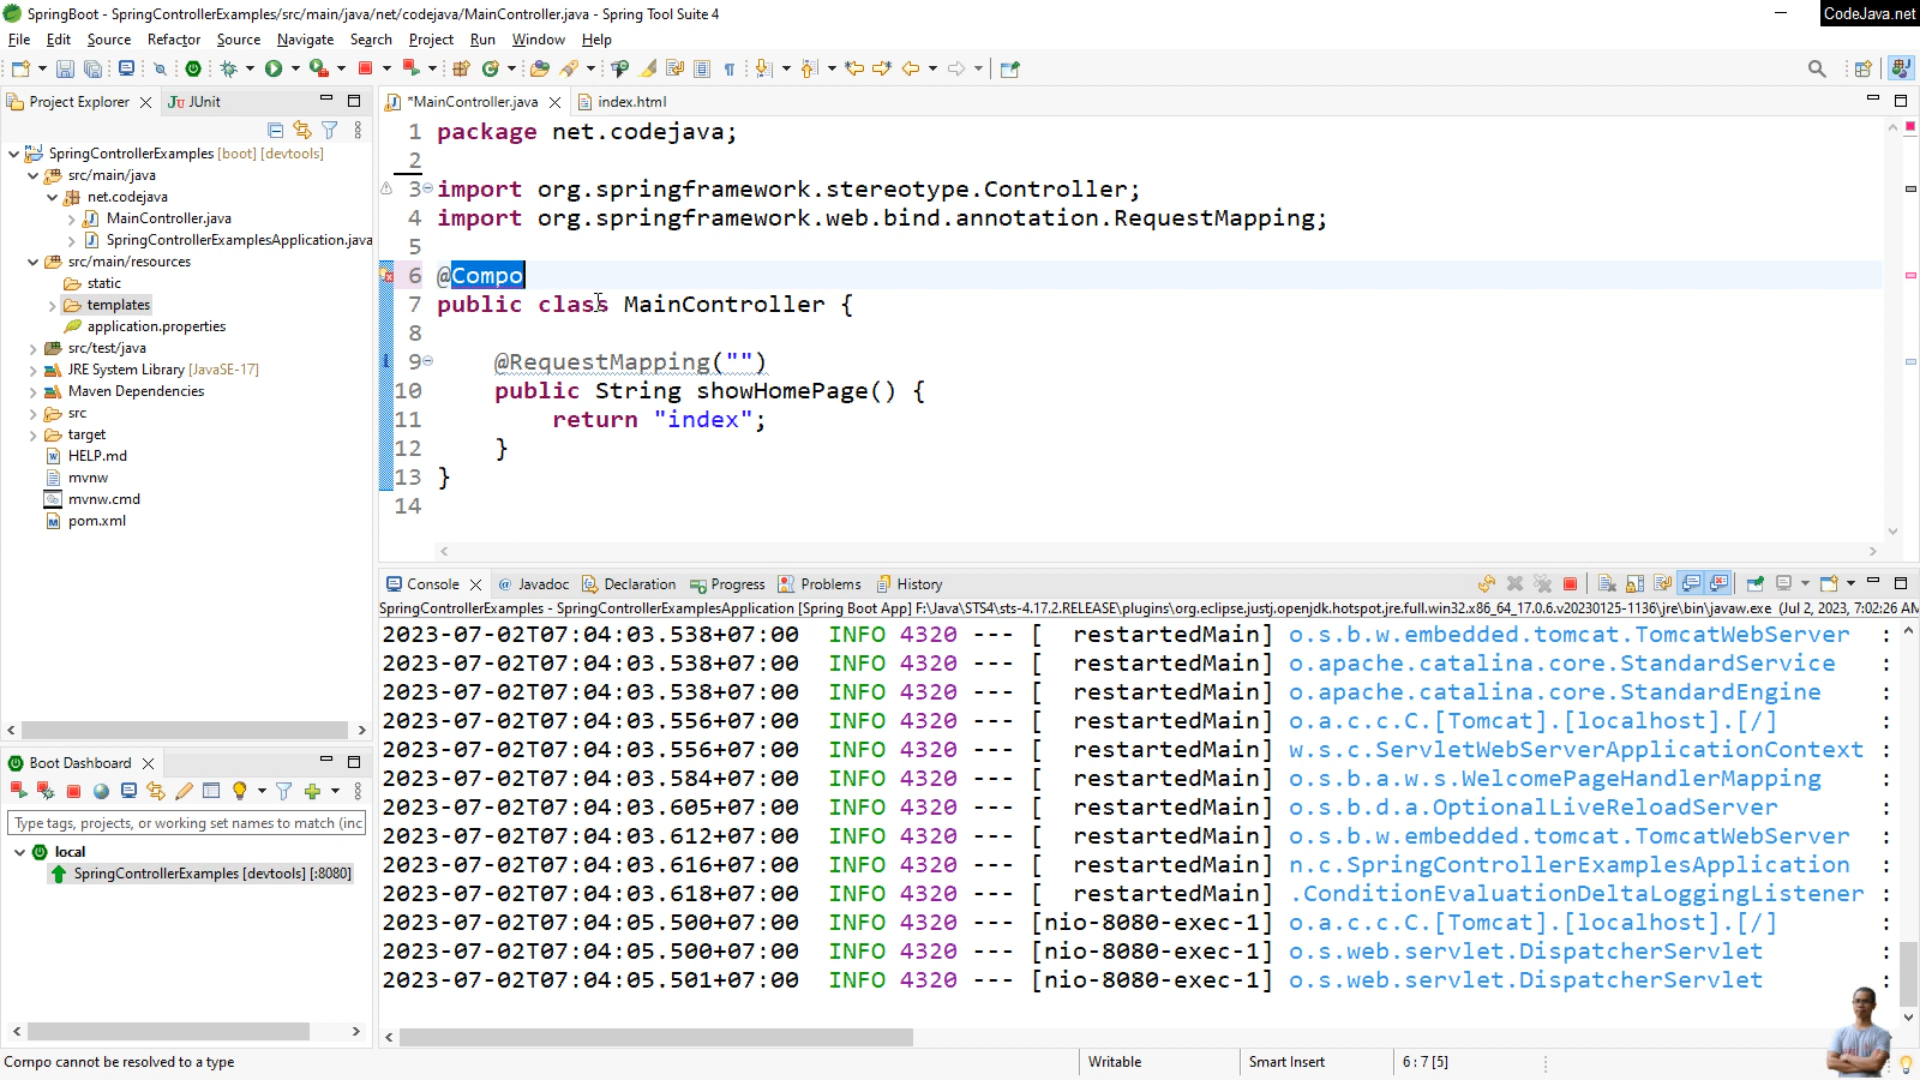 SpringBoot - SpringControllerExamples/src/main/java/net/codejava/MainController.java - Spring Tool Suite 4
CodeJava.net
File Edit Source Refactor Source Navigate Search Project Run Window Help
Project Explorer JUnit
*MainController.java index.html
SpringControllerExamples [boot] [devtools]
src/main/java
net.codejava
MainController.java
SpringControllerExamplesApplication.java
src/main/resources
static
templates
application.properties
src/test/java
JRE System Library [JavaSE-17]
Maven Dependencies
src
target
HELP.md
mvnw
mvnw.cmd
pom.xml
1 package net.codejava;
2
3 import org.springframework.stereotype.Controller;
4 import org.springframework.web.bind.annotation.RequestMapping;
5
6 @Compo
7 public class MainController {
8
9 @RequestMapping("")
10 public String showHomePage() {
11 return "index";
12 }
13 }
14
Boot Dashboard
Type tags, projects, or working set names to match (inc
local
SpringControllerExamples [devtools] [:8080]
Console Javadoc Declaration Progress Problems History
SpringControllerExamples - SpringControllerExamplesApplication [Spring Boot App] F:\Java\STS4\sts-4.17.2.RELEASE\plugins\org.eclipse.justj.openjdk.hotspot.jre.full.win32.x86_64_17.0.6.v20230125-1136\jre\bin\javaw.exe (Jul 2, 2023, 7:02:26 AM
2023-07-02T07:04:03.538+07:00 INFO 4320 --- [ restartedMain] o.s.b.w.embedded.tomcat.TomcatWebServer :
2023-07-02T07:04:03.538+07:00 INFO 4320 --- [ restartedMain] o.apache.catalina.core.StandardService :
2023-07-02T07:04:03.538+07:00 INFO 4320 --- [ restartedMain] o.apache.catalina.core.StandardEngine :
2023-07-02T07:04:03.556+07:00 INFO 4320 --- [ restartedMain] o.a.c.c.C.[Tomcat].[localhost].[/] :
2023-07-02T07:04:03.556+07:00 INFO 4320 --- [ restartedMain] w.s.c.ServletWebServerApplicationContext :
2023-07-02T07:04:03.584+07:00 INFO 4320 --- [ restartedMain] o.s.b.a.w.s.WelcomePageHandlerMapping :
2023-07-02T07:04:03.605+07:00 INFO 4320 --- [ restartedMain] o.s.b.d.a.OptionalLiveReloadServer :
2023-07-02T07:04:03.612+07:00 INFO 4320 --- [ restartedMain] o.s.b.w.embedded.tomcat.TomcatWebServer :
2023-07-02T07:04:03.616+07:00 INFO 4320 --- [ restartedMain] n.c.SpringControllerExamplesApplication :
2023-07-02T07:04:03.618+07:00 INFO 4320 --- [ restartedMain] .ConditionEvaluationDeltaLoggingListener :
2023-07-02T07:04:05.500+07:00 INFO 4320 --- [nio-8080-exec-1] o.a.c.c.C.[Tomcat].[localhost].[/] :
2023-07-02T07:04:05.500+07:00 INFO 4320 --- [nio-8080-exec-1] o.s.web.servlet.DispatcherServlet :
2023-07-02T07:04:05.501+07:00 INFO 4320 --- [nio-8080-exec-1] o.s.web.servlet.DispatcherServlet :
Compo cannot be resolved to a type
Writable Smart Insert 6 : 7 [5]